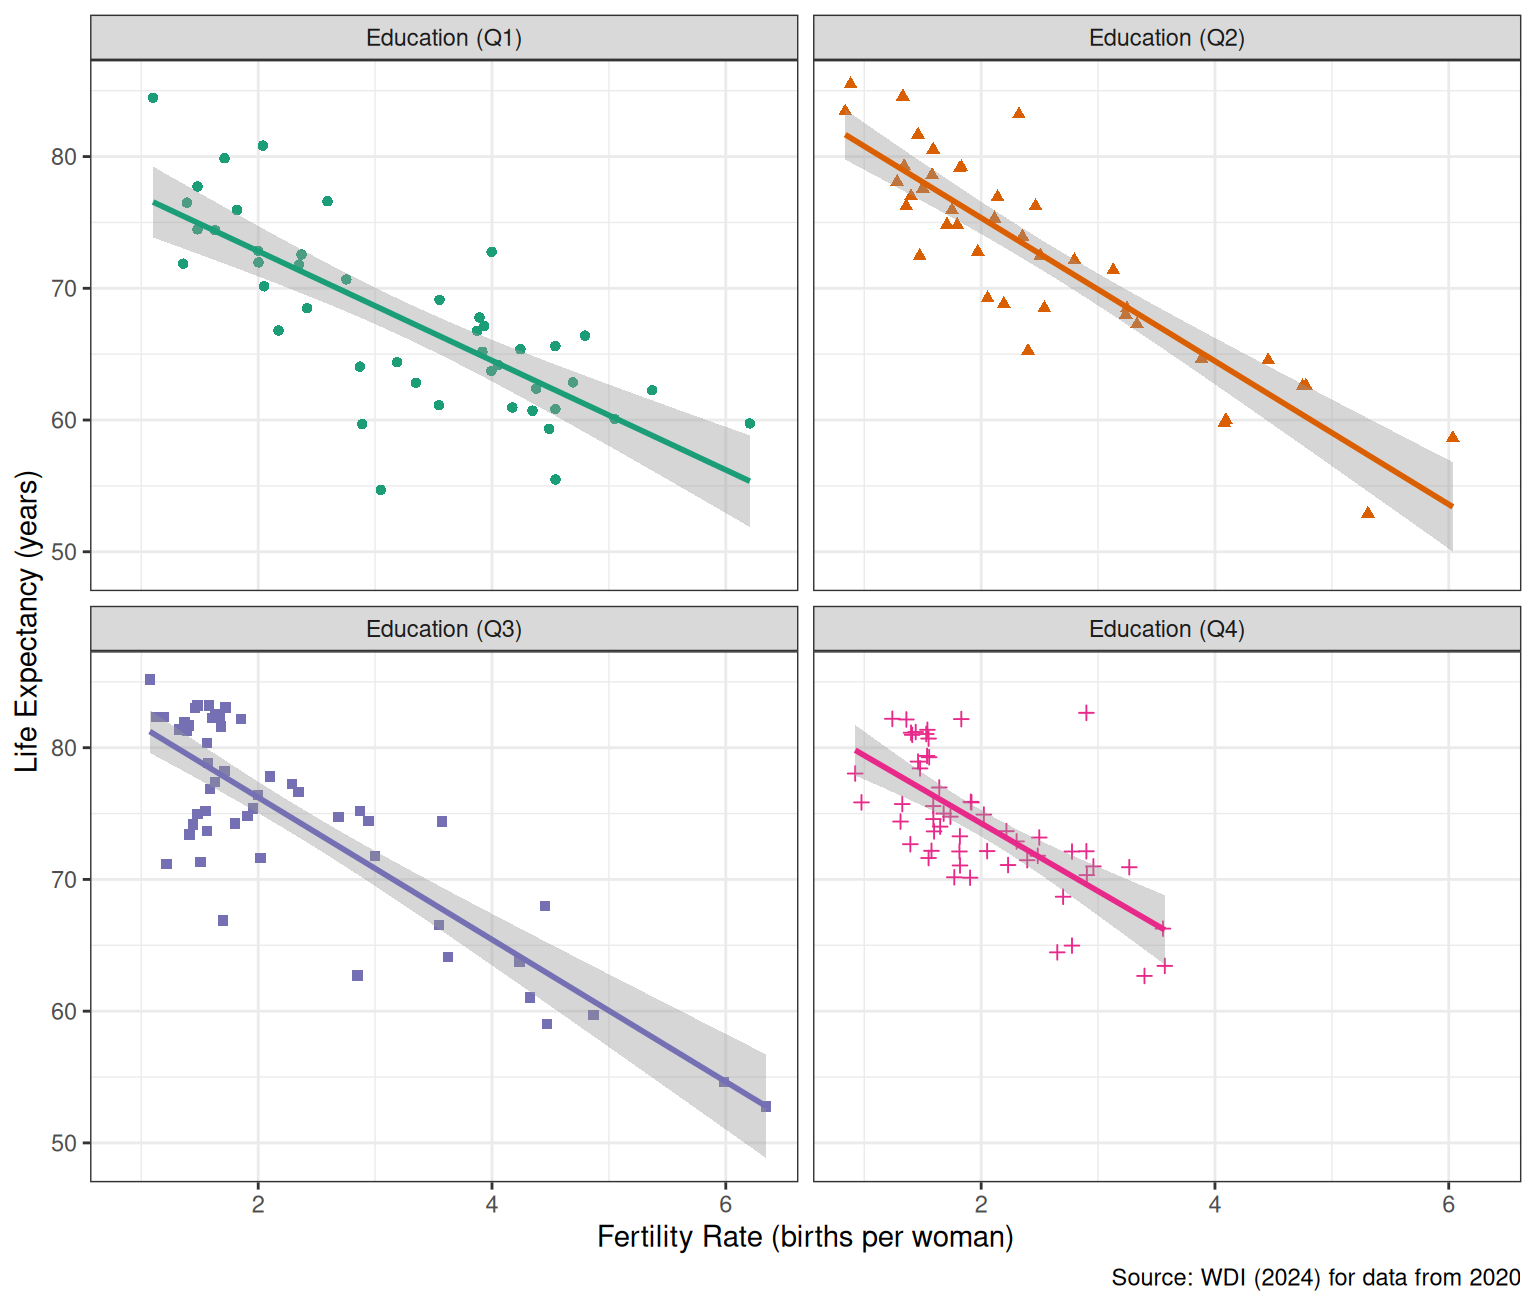 Education (Q1)
Education (Q2)
80
70
60
50
Education (Q3)
Education (Q4)
80
70
60
50
2
4
6
2
4
6
Life Expectancy (years)
Fertility Rate (births per woman)
Source: WDI (2024) for data from 2020